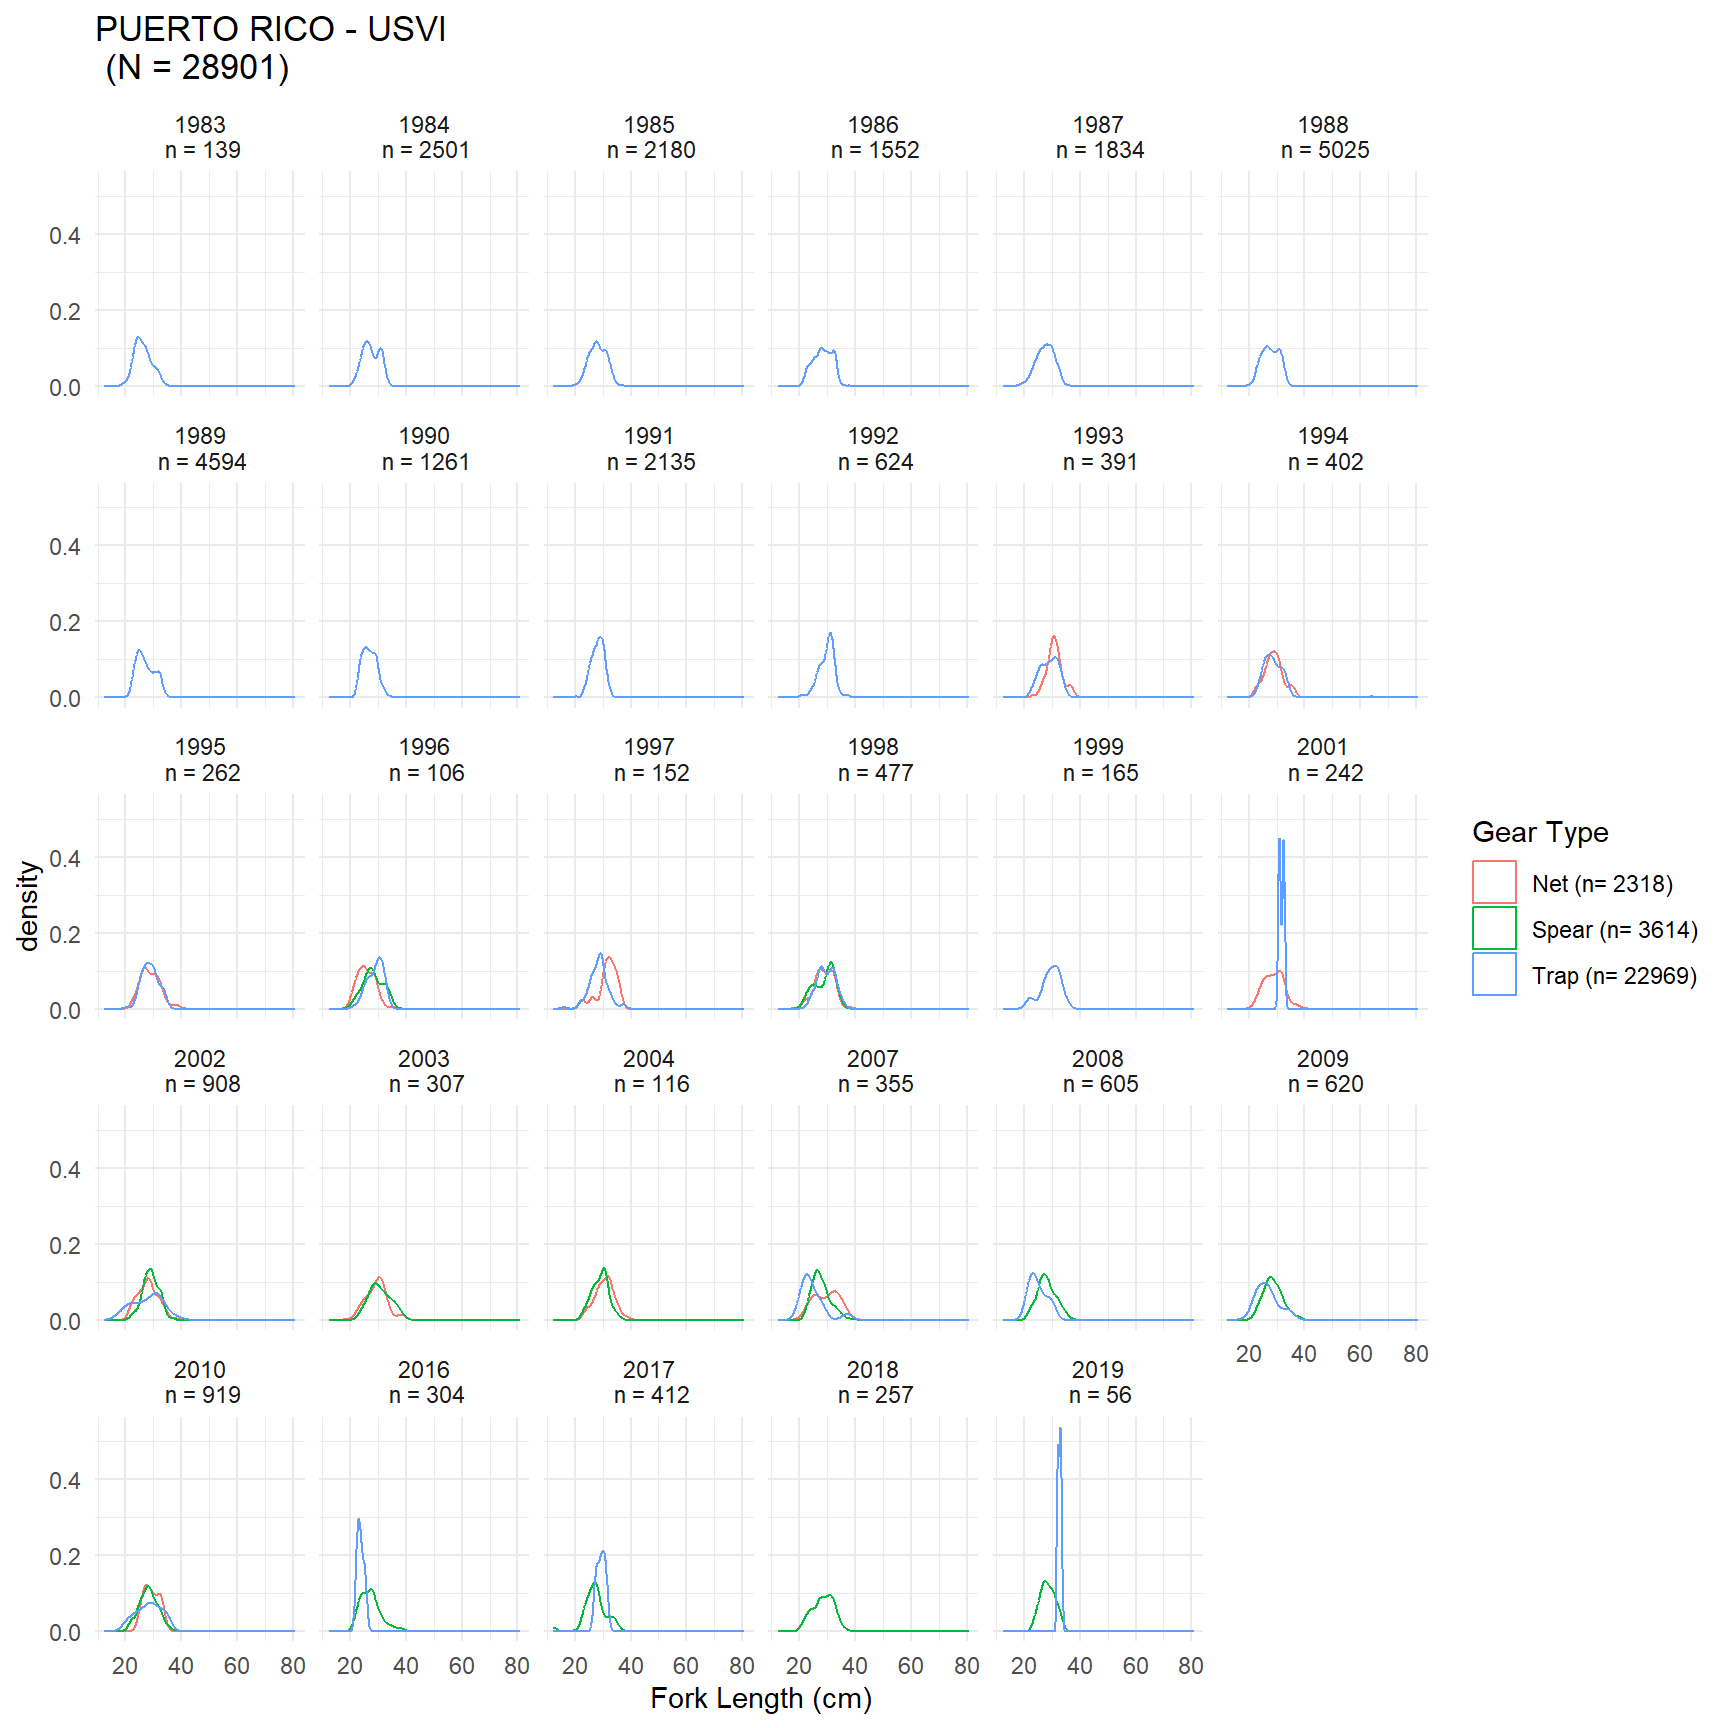 PUERTO RICO - USVI
(N = 28901)
1983
n = 139
1984
n = 2501
1985
n = 2180
1986
n = 1552
1987
n = 1834
1988
n = 5025
0.4
0.2
0.0
1989
n = 4594
1990
n = 1261
1991
n = 2135
1992
n = 624
1993
n = 391
1994
n = 402
0.4
0.2
0.0
1995
n = 262
1996
n = 106
1997
n = 152
1998
n = 477
1999
n = 165
2001
n = 242
0.4
0.2
0.0
density
Gear Type
Net (n= 2318)
Spear (n= 3614)
Trap (n= 22969)
2002
n = 908
2003
n = 307
2004
n = 116
2007
n = 355
2008
n = 605
2009
n = 620
0.4
0.2
0.0
20 40 60 80
2010
n = 919
2016
n = 304
2017
n = 412
2018
n = 257
2019
n = 56
0.4
0.2
0.0
20 40 60 80
20 40 60 80
20 40 60 80
20 40 60 80
20 40 60 80
Fork Length (cm)